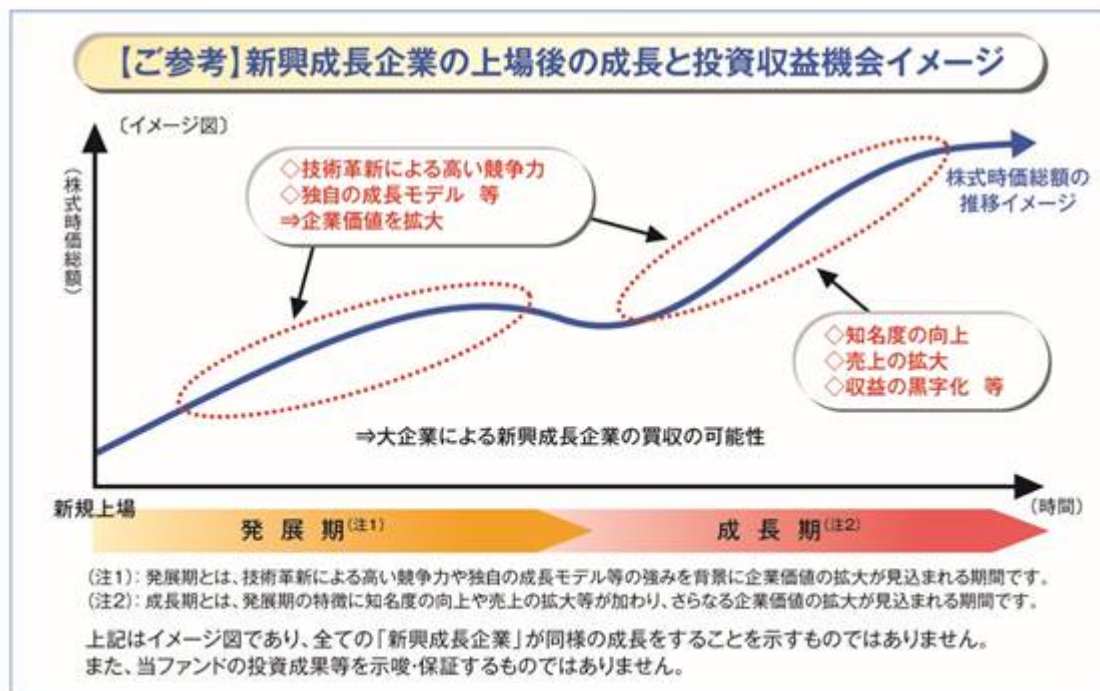 【ご参考】新興成長企業の上場後の成長と投資収益機会イメージ
〔イメージ図〕
(株式時価総額)
◇技術革新による高い競争力
◇独自の成長モデル 等
⇒企業価値を拡大
株式時価総額の
推移イメージ
◇知名度の向上
◇売上の拡大
◇収益の黒字化 等
⇒大企業による新興成長企業の買収の可能性
新規上場
(時間)
発展期(注1)
成長期(注2)
(注1):発展期とは、技術革新による高い競争力や独自の成長モデル等の強みを背景に企業価値の拡大が見込まれる期間です。
(注2):成長期とは、発展期の特徴に知名度の向上や売上の拡大等が加わり、さらなる企業価値の拡大が見込まれる期間です。
上記はイメージ図であり、全ての「新興成長企業」が同様の成長をすることを示すものではありません。
また、当ファンドの投資成果等を示唆・保証するものではありません。